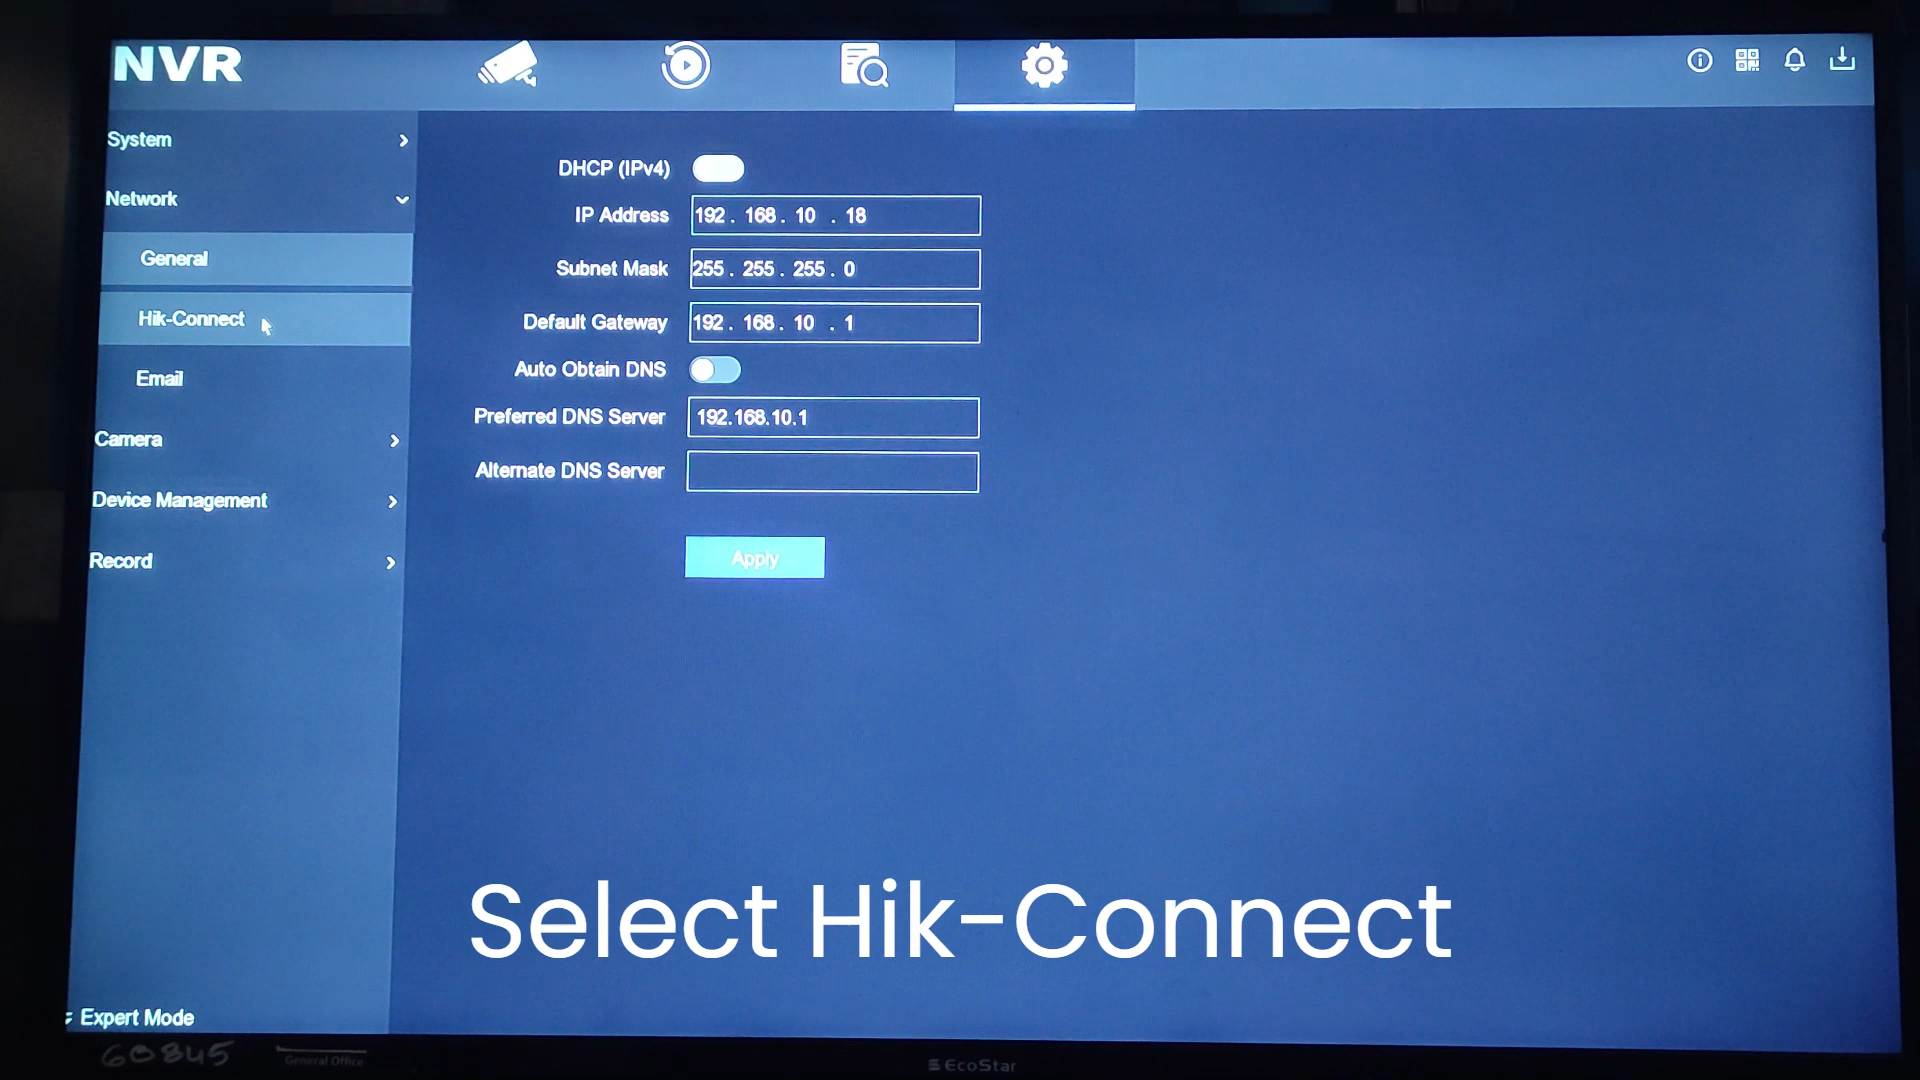 NVR
System
Network
General
Hik-Connect
Email
Camera
Device Management
Record
Expert Mode
DHCP (IPv4)
IP Address 192 . 168 . 10 . 18
Subnet Mask 255 . 255 . 255 . 0
Default Gateway 192 . 168 . 10 . 1
Auto Obtain DNS
Preferred DNS Server 192.168.10.1
Alternate DNS Server
Apply
Select Hik-Connect
60845
General Office
EcoStar